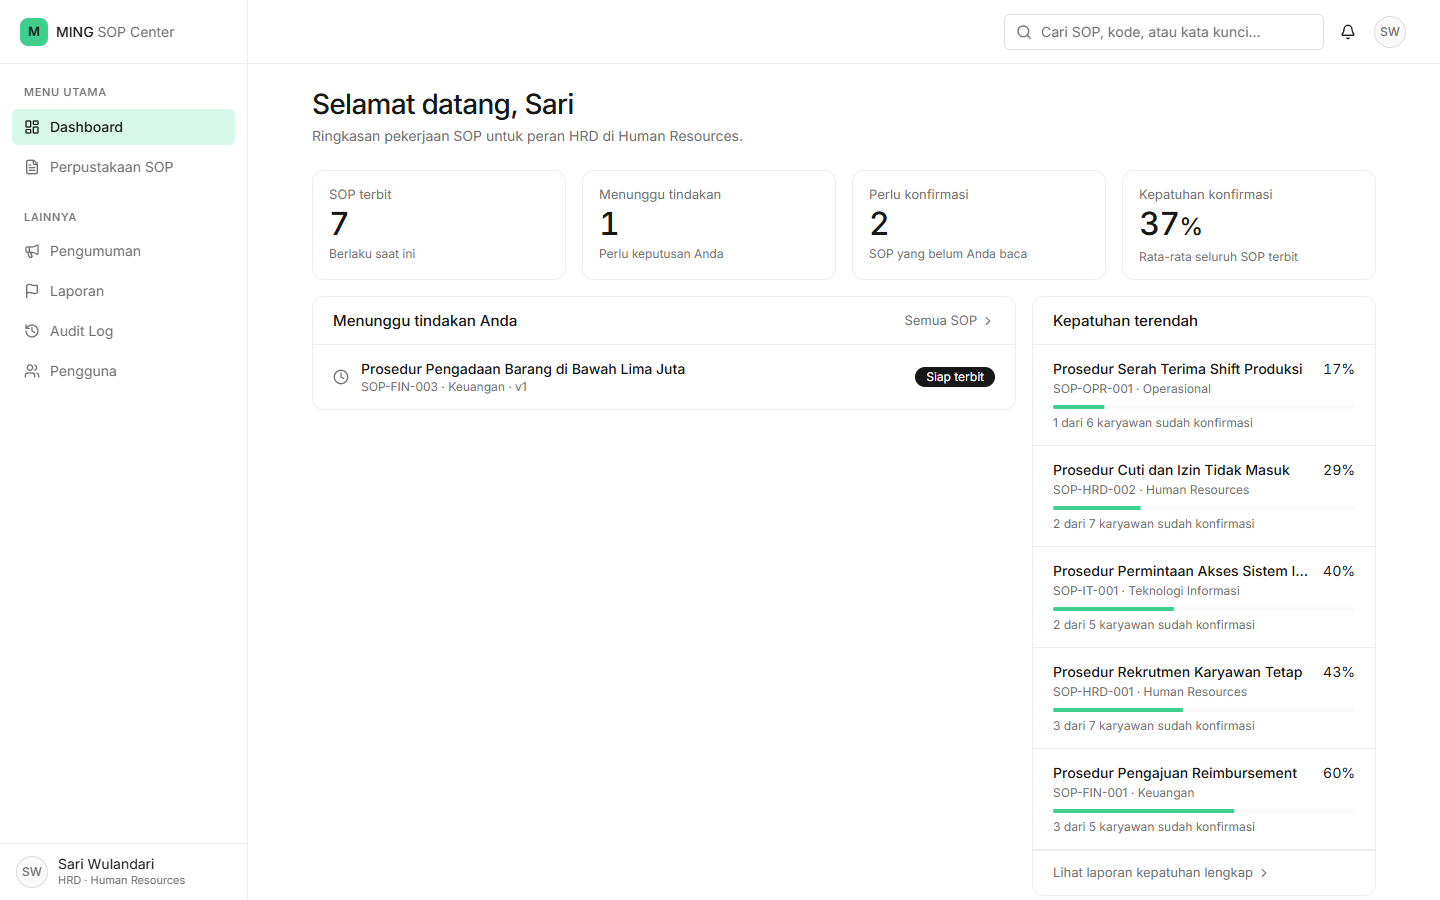 M MING SOP Center
Cari SOP, kode, atau kata kunci...
SW
MENU UTAMA
Dashboard
Perpustakaan SOP
LAINNYA
Pengumuman
Laporan
Audit Log
Pengguna
SW
Sari Wulandari
HRD · Human Resources
Selamat datang, Sari
Ringkasan pekerjaan SOP untuk peran HRD di Human Resources.
SOP terbit
7
Berlaku saat ini
Menunggu tindakan
1
Perlu keputusan Anda
Perlu konfirmasi
2
SOP yang belum Anda baca
Kepatuhan konfirmasi
37%
Rata-rata seluruh SOP terbit
Menunggu tindakan Anda
Semua SOP
Prosedur Pengadaan Barang di Bawah Lima Juta
SOP-FIN-003 · Keuangan · v1
Siap terbit
Kepatuhan terendah
Prosedur Serah Terima Shift Produksi 17%
SOP-OPR-001 · Operasional
1 dari 6 karyawan sudah konfirmasi
Prosedur Cuti dan Izin Tidak Masuk 29%
SOP-HRD-002 · Human Resources
2 dari 7 karyawan sudah konfirmasi
Prosedur Permintaan Akses Sistem I... 40%
SOP-IT-001 · Teknologi Informasi
2 dari 5 karyawan sudah konfirmasi
Prosedur Rekrutmen Karyawan Tetap 43%
SOP-HRD-001 · Human Resources
3 dari 7 karyawan sudah konfirmasi
Prosedur Pengajuan Reimbursement 60%
SOP-FIN-001 · Keuangan
3 dari 5 karyawan sudah konfirmasi
Lihat laporan kepatuhan lengkap